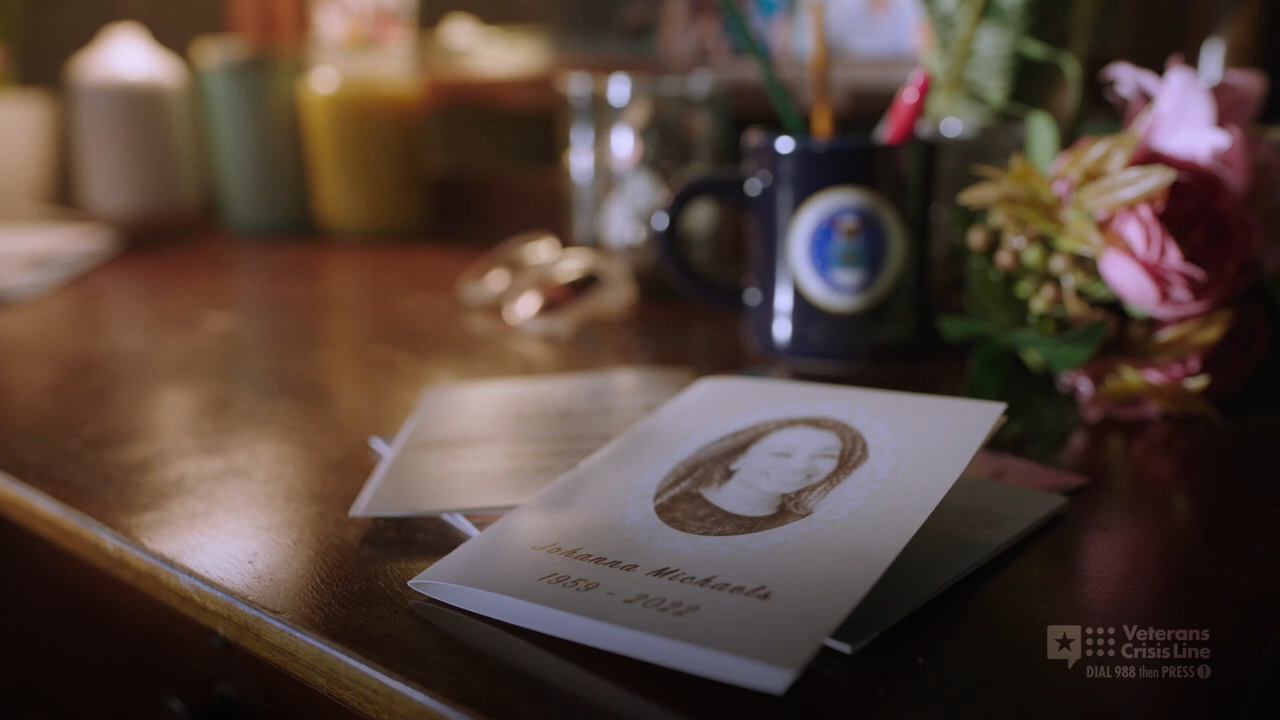 Johanna Michaels
1959 - 2022
Veterans
Crisis Line
DIAL 988 then PRESS 1